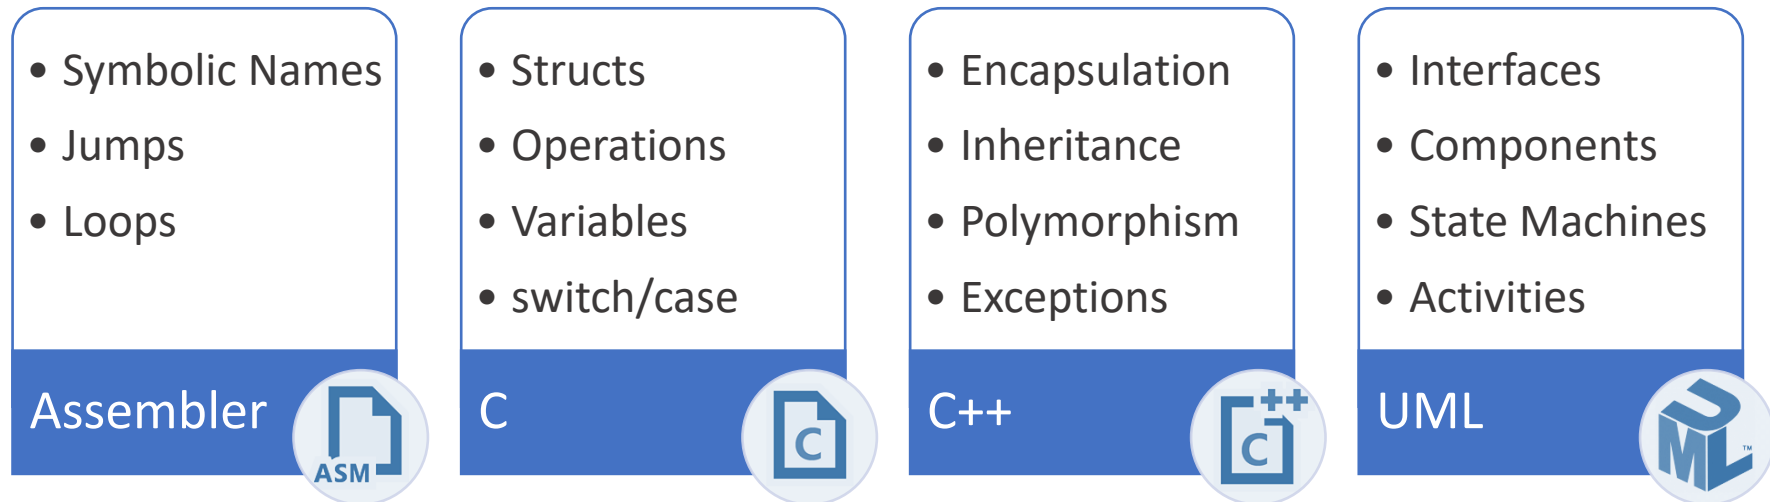 • Symbolic Names
• Jumps
• Loops
Assembler
ASM
• Structs
• Operations
• Variables
• switch/case
C
C
• Encapsulation
• Inheritance
• Polymorphism
• Exceptions
C++
C++
• Interfaces
• Components
• State Machines
• Activities
UML
UML™